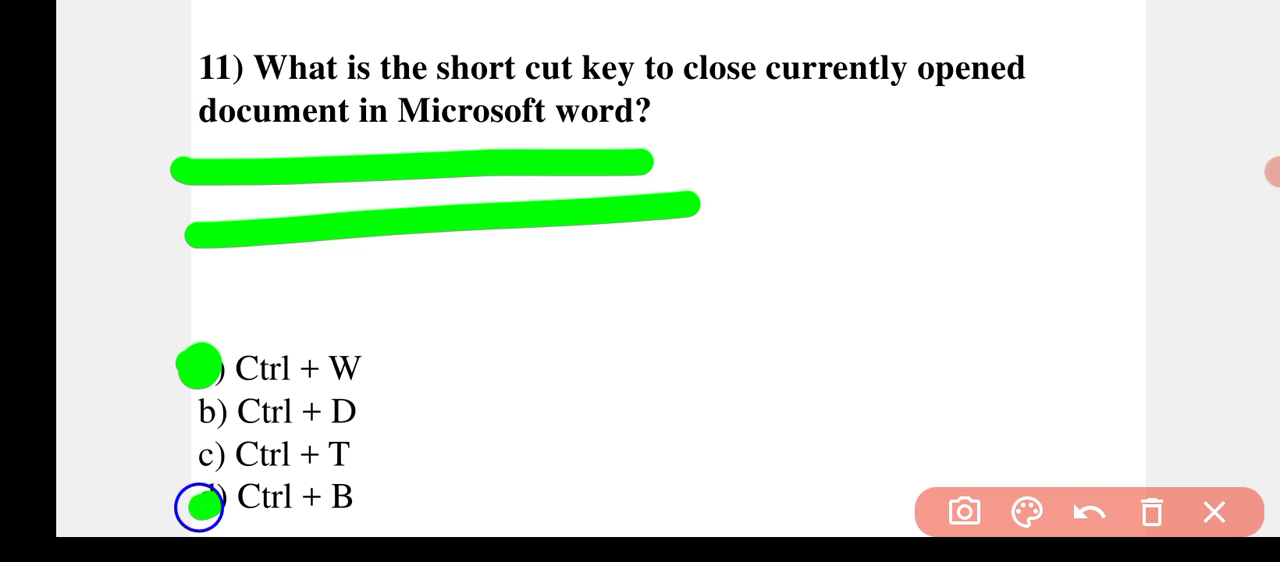 11) What is the short cut key to close currently opened
document in Microsoft word?
) Ctrl + W
b) Ctrl + D
c) Ctrl + T
) Ctrl + B